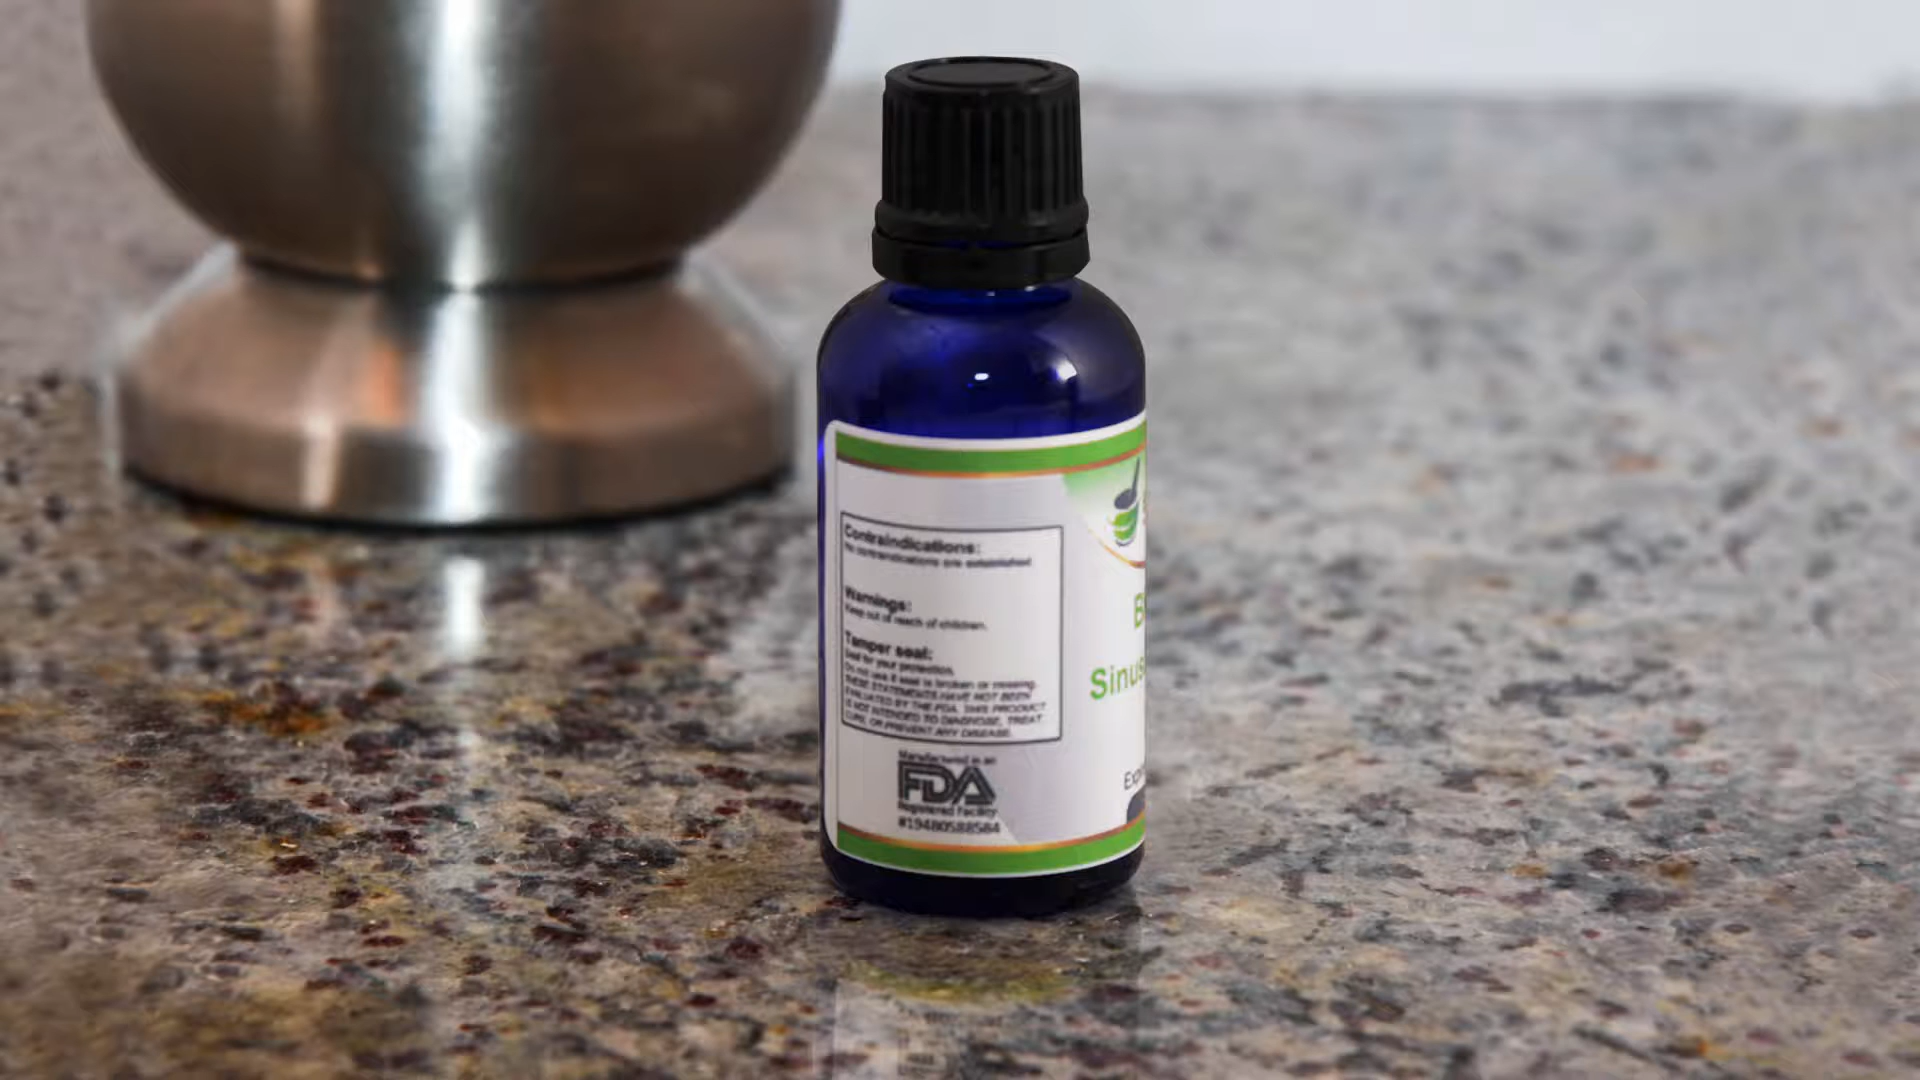 Contraindications:
No contraindications are established
Warnings:
Keep out of reach of children.
Tamper seal:
Seal for your protection.
Do not use if seal is broken or missing.
THESE STATEMENTS HAVE NOT BEEN
EVALUATED BY THE FDA. THIS PRODUCT
IS NOT INTENDED TO DIAGNOSE, TREAT
CURE, OR PREVENT ANY DISEASE.
Manufactured in an
FDA
Registered Facility
#19480588584
Sinus